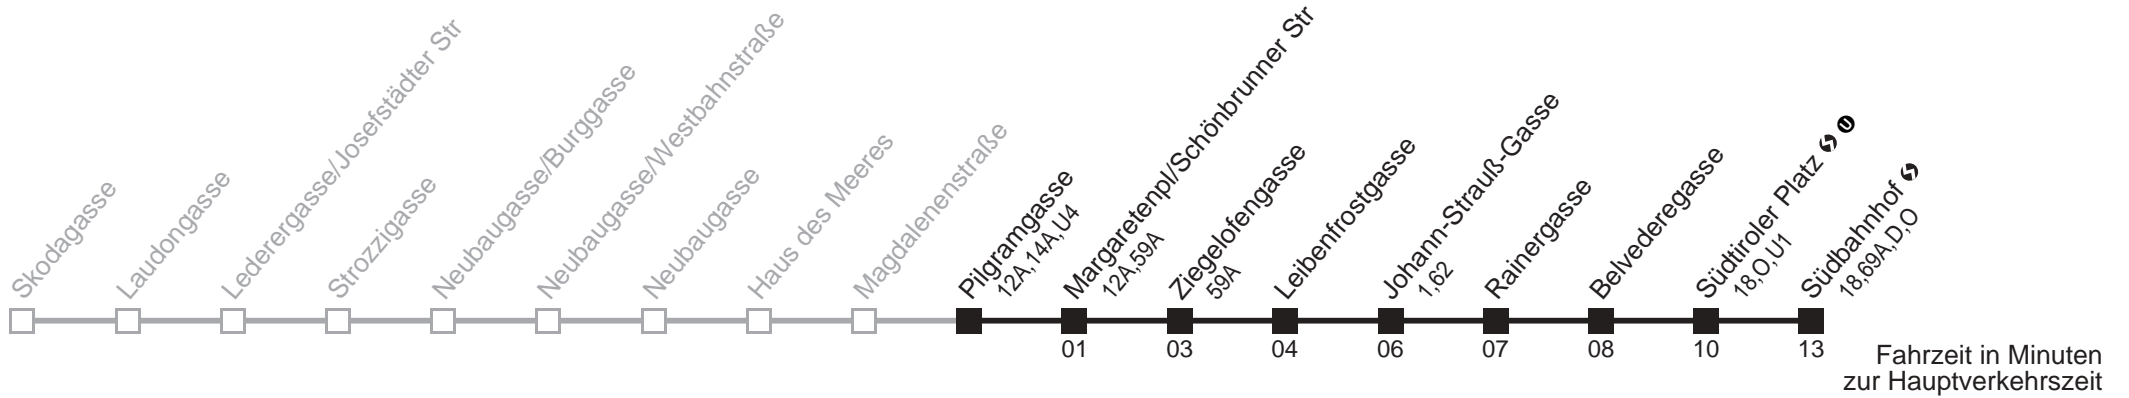 Skodagasse
Laudongasse
Lederergasse/Josefstädter Str
Strozzigasse
Neubaugasse/Burggasse
Neubaugasse/Westbahnstraße
Neubaugasse
Haus des Meeres
Magdalenenstraße
Pilgramgasse
12A,14A,U4
Margaretenpl/Schönbrunner Str
12A,59A
Ziegelofengasse
59A
Leibenfrostgasse
Johann-Strauß-Gasse
1,62
Rainergasse
Belvederegasse
Südtiroler Platz S U
18,O,U1
Südbahnhof S
18,69A,D,O
01 03 04 06 07 08 10 13
Fahrzeit in Minuten
zur Hauptverkehrszeit